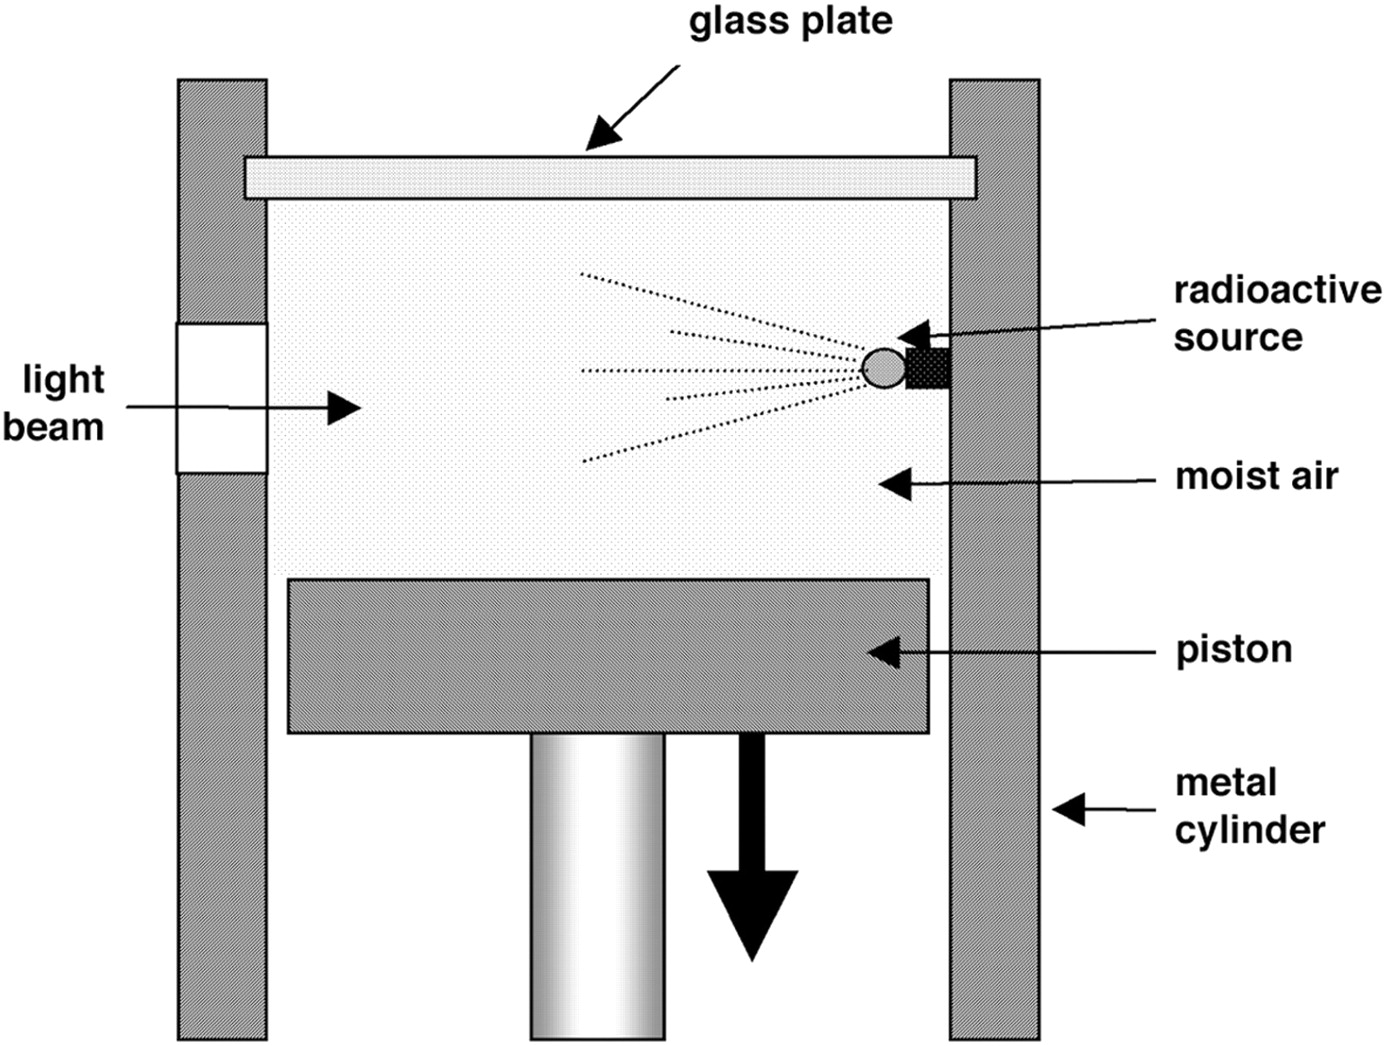 glass plate
radioactive
source
light
beam
moist air
piston
metal
cylinder